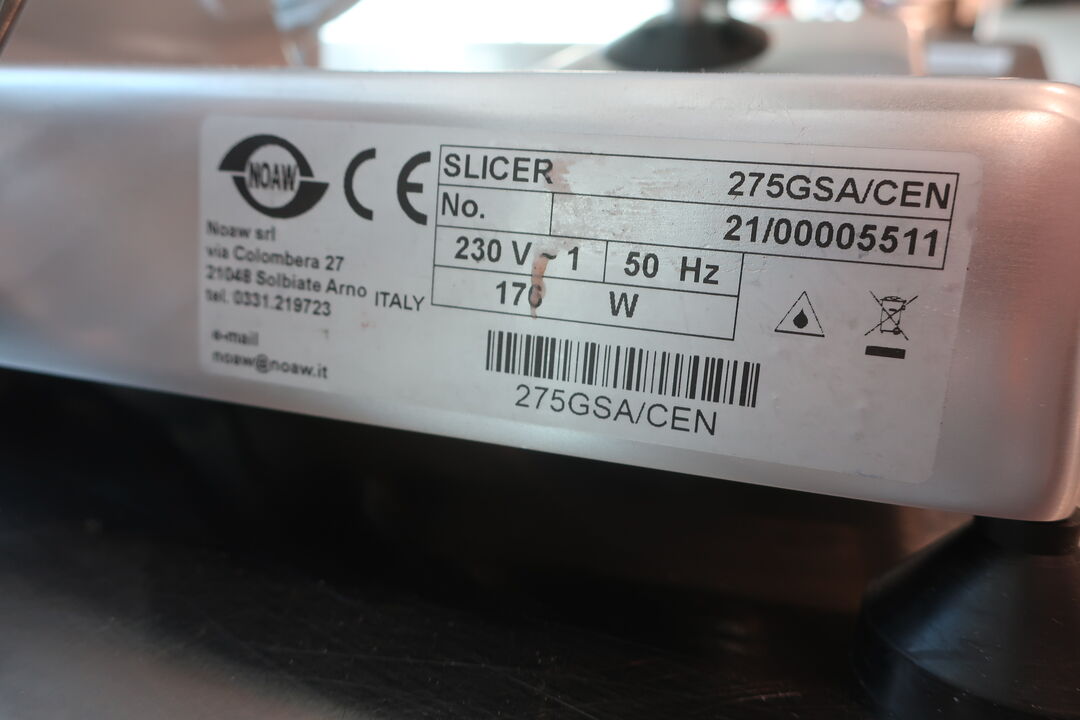 NOAW
CE
Noaw srl
via Colombera 27
21048 Solbiate Arno
tel. 0331.219723
ITALY
e-mail
noaw@noaw.it
SLICER 275GSA/CEN
No. 21/00005511
230 V ~ 1 50 Hz
W
275GSA/CEN